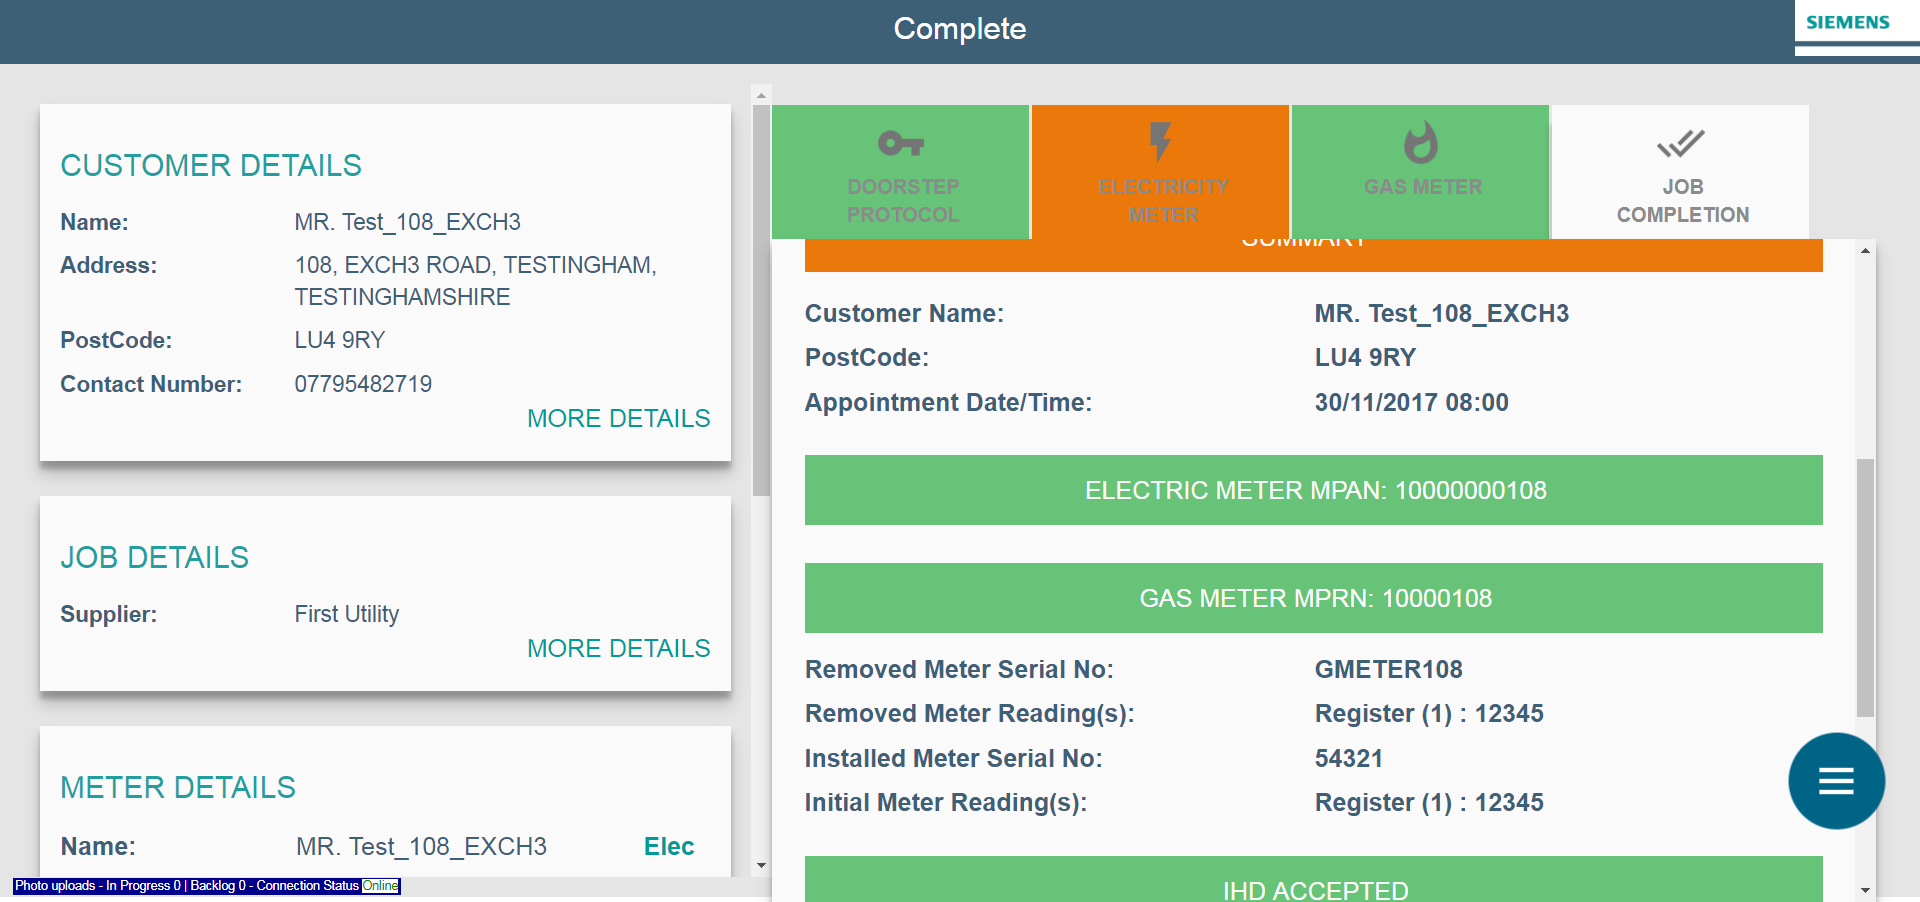 Complete
SIEMENS
CUSTOMER DETAILS
Name: MR. Test_108_EXCH3
Address: 108, EXCH3 ROAD, TESTINGHAM,
TESTINGHAMSHIRE
PostCode: LU4 9RY
Contact Number: 07795482719
MORE DETAILS
JOB DETAILS
Supplier: First Utility
MORE DETAILS
METER DETAILS
Name: MR. Test_108_EXCH3 Elec
Photo uploads - In Progress 0 | Backlog 0 - Connection Status Online
DOORSTEP
PROTOCOL
ELECTRICITY
METER
GAS METER
JOB
COMPLETION
SUMMARY
Customer Name: MR. Test_108_EXCH3
PostCode: LU4 9RY
Appointment Date/Time: 30/11/2017 08:00
ELECTRIC METER MPAN: 10000000108
GAS METER MPRN: 10000108
Removed Meter Serial No: GMETER108
Removed Meter Reading(s): Register (1) : 12345
Installed Meter Serial No: 54321
Initial Meter Reading(s): Register (1) : 12345
IHD ACCEPTED